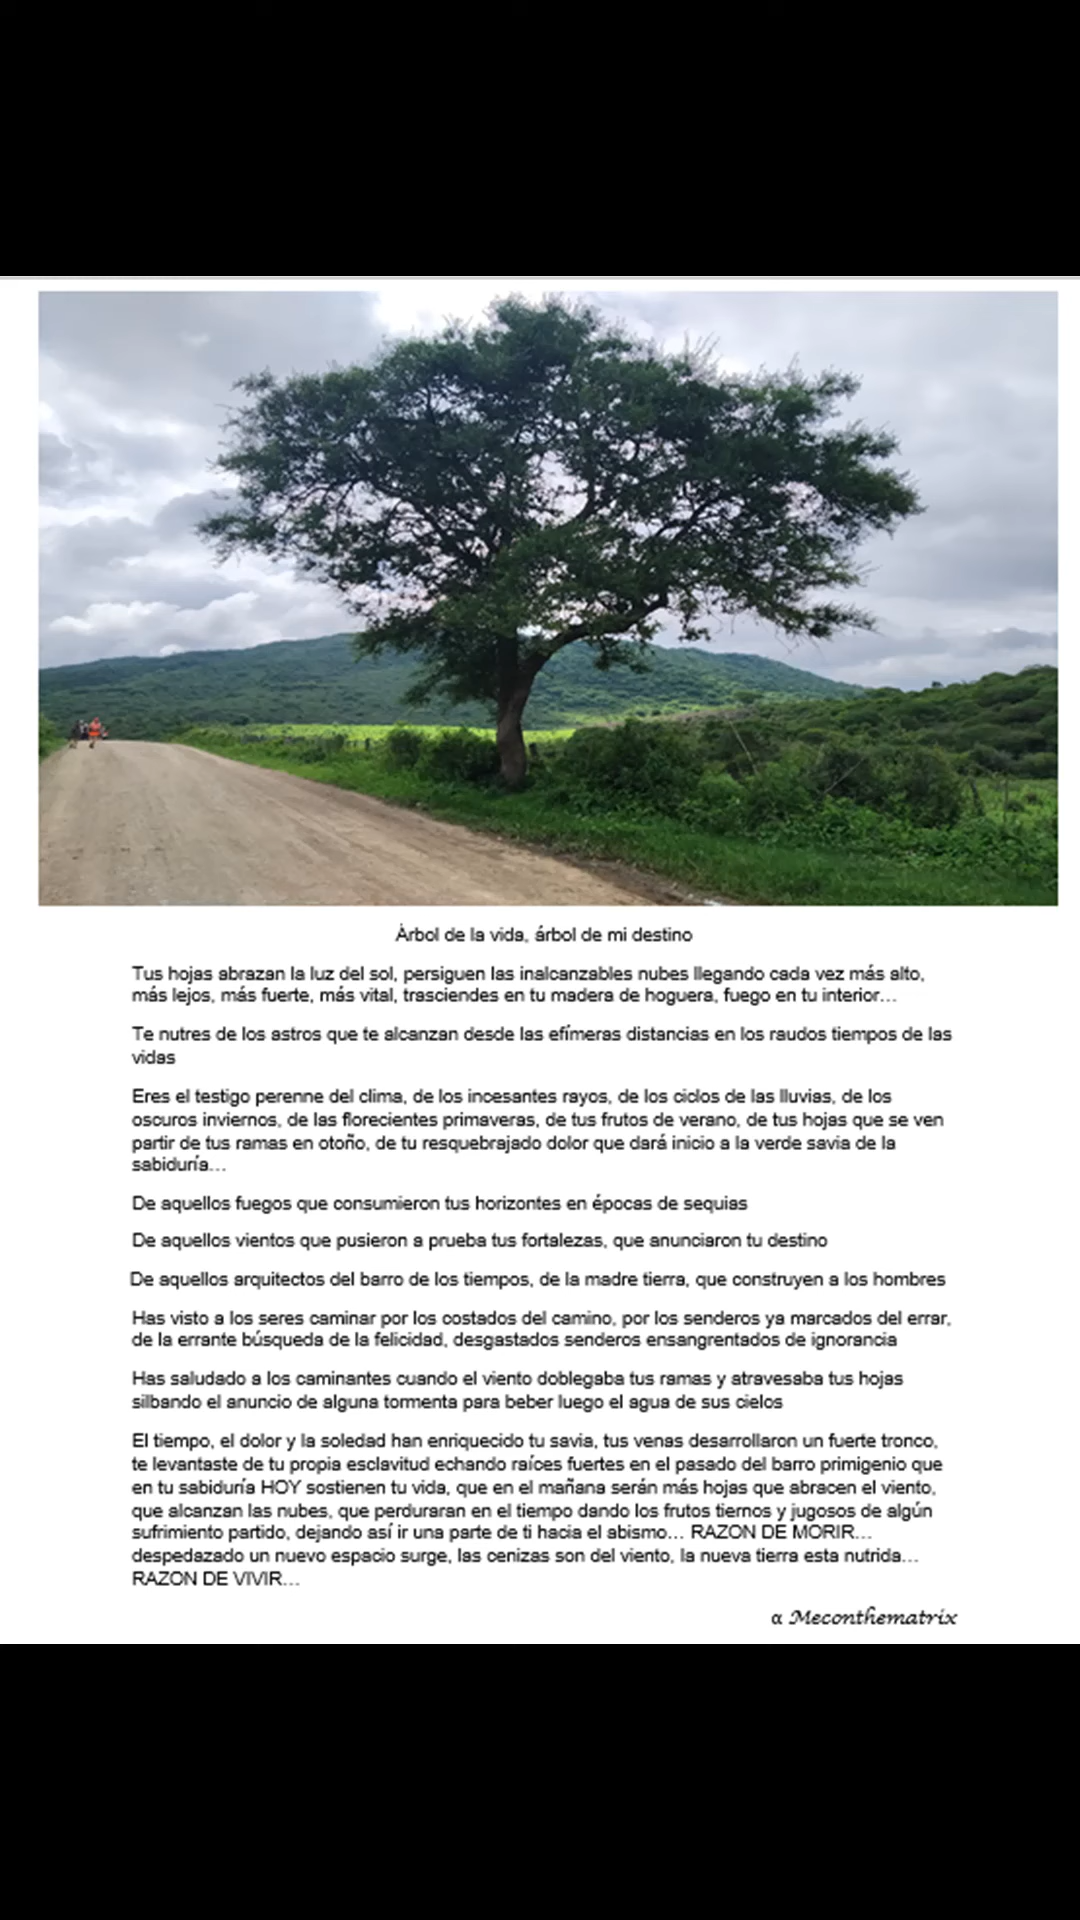 Árbol de la vida, árbol de mi destino
Tus hojas abrazan la luz del sol, persiguen las inalcanzables nubes llegando cada vez más alto,
más lejos, más fuerte, más vital, trasciendes en tu madera de hoguera, fuego en tu interior...
Te nutres de los astros que te alcanzan desde las efímeras distancias en los raudos tiempos de las
vidas
Eres el testigo perenne del clima, de los incesantes rayos, de los ciclos de las lluvias, de los
oscuros inviernos, de las florecientes primaveras, de tus frutos de verano, de tus hojas que se ven
partir de tus ramas en otoño, de tu resquebrajado dolor que dará inicio a la verde savia de la
sabiduría...
De aquellos fuegos que consumieron tus horizontes en épocas de sequias
De aquellos vientos que pusieron a prueba tus fortalezas, que anunciaron tu destino
De aquellos arquitectos del barro de los tiempos, de la madre tierra, que construyen a los hombres
Has visto a los seres caminar por los costados del camino, por los senderos ya marcados del errar,
de la errante búsqueda de la felicidad, desgastados senderos ensangrentados de ignorancia
Has saludado a los caminantes cuando el viento doblegaba tus ramas y atravesaba tus hojas
silbando el anuncio de alguna tormenta para beber luego el agua de sus cielos
El tiempo, el dolor y la soledad han enriquecido tu savia, tus venas desarrollaron un fuerte tronco,
te levantaste de tu propia esclavitud echando raíces fuertes en el pasado del barro primigenio que
en tu sabiduría HOY sostienen tu vida, que en el mañana serán más hojas que abracen el viento,
que alcanzan las nubes, que perduraran en el tiempo dando los frutos tiernos y jugosos de algún
sufrimiento partido, dejando así ir una parte de ti hacia el abismo... RAZON DE MORIR...
despedazado un nuevo espacio surge, las cenizas son del viento, la nueva tierra esta nutrida...
RAZON DE VIVIR...
α Meconthematrix